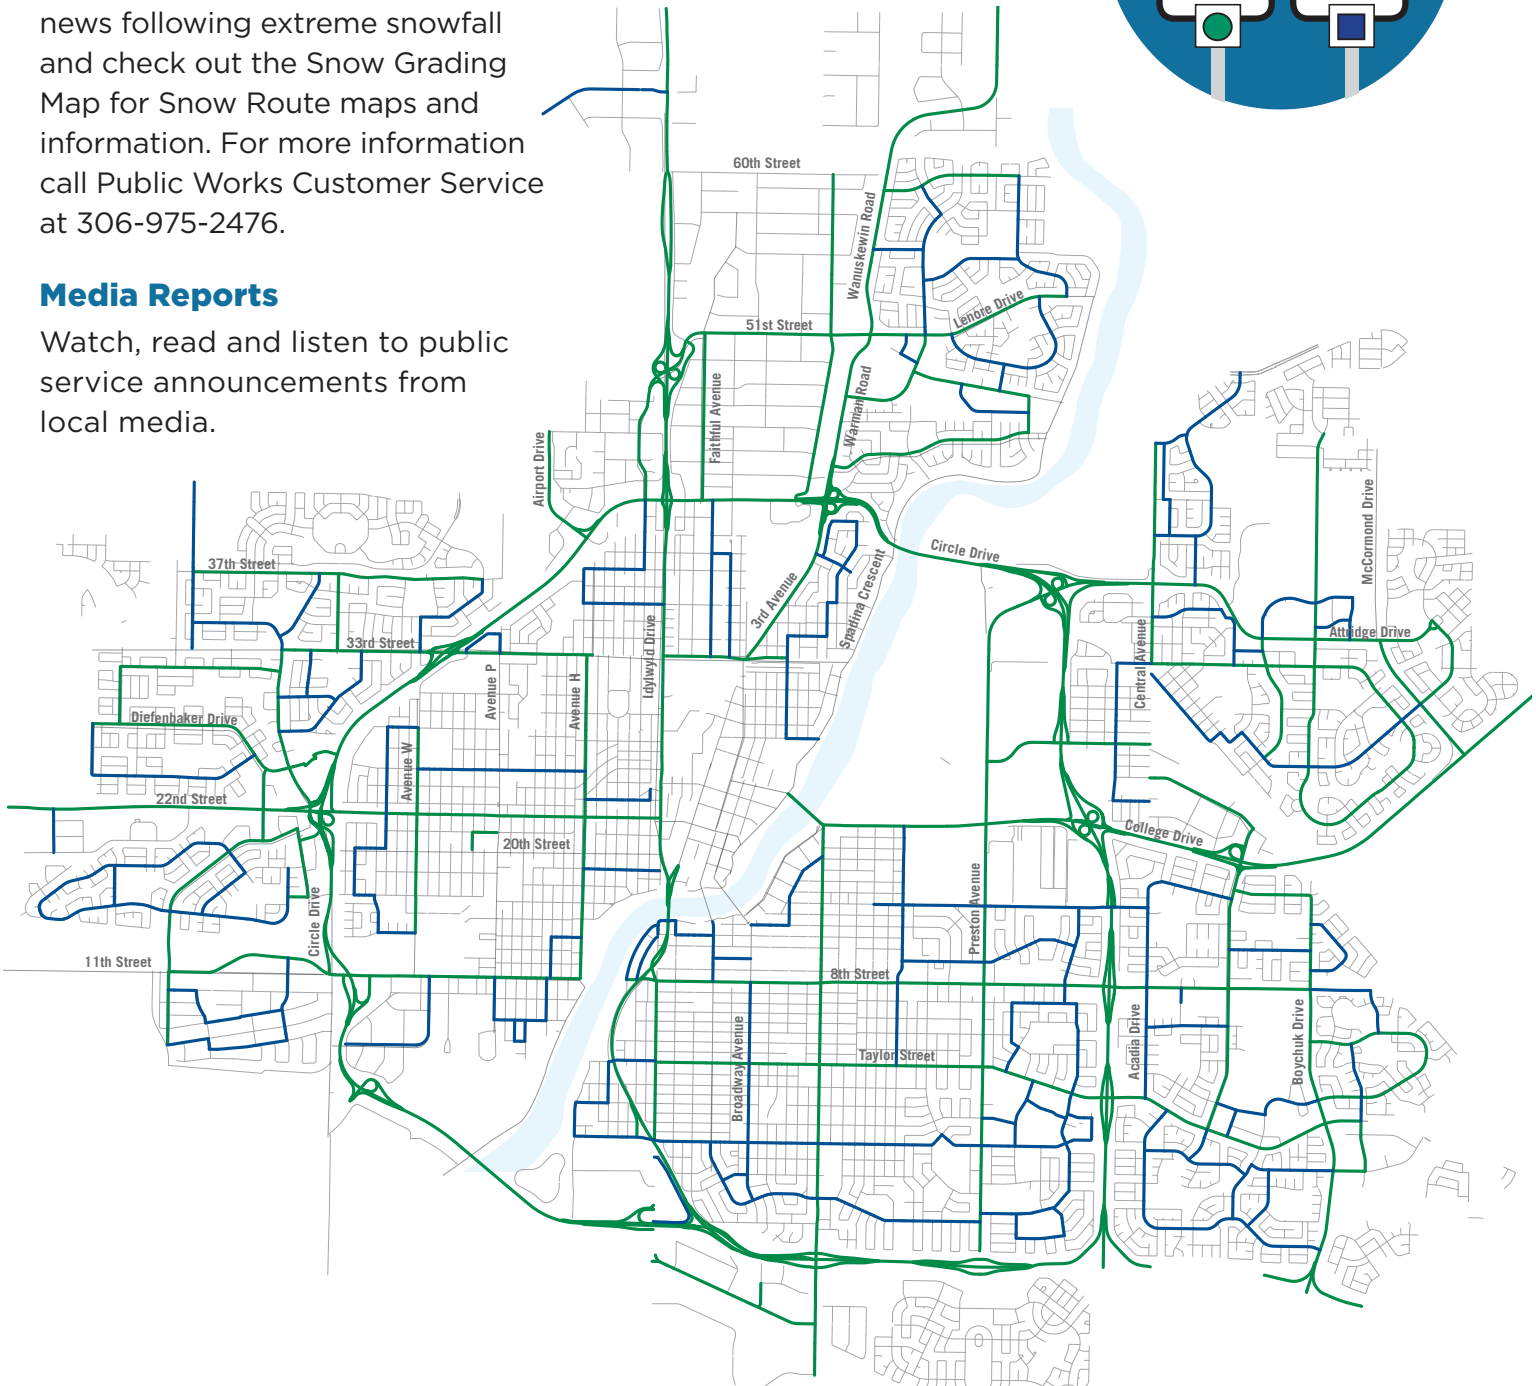 news following extreme snowfall
and check out the Snow Grading
Map for Snow Route maps and
information. For more information
call Public Works Customer Service
at 306-975-2476.
Media Reports
Watch, read and listen to public
service announcements from
local media.
60th Street
Wanuskewin Road
Lenore Drive
51st Street
Faithful Avenue
Warman Road
Airport Drive
McCormond Drive
Circle Drive
37th Street
3rd Avenue
Spadina Crescent
33rd Street
Idylwyld Drive
Central Avenue
Attridge Drive
Avenue P
Avenue H
Diefenbaker Drive
Avenue W
22nd Street
20th Street
College Drive
Circle Drive
Preston Avenue
11th Street
8th Street
Broadway Avenue
Taylor Street
Acadia Drive
Boychuk Drive